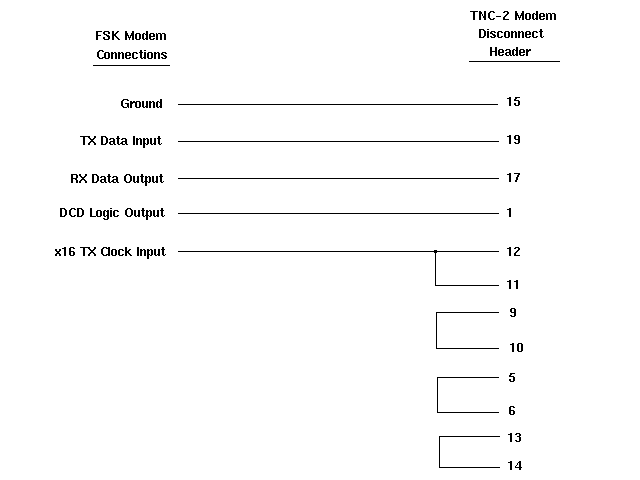 FSK Modem
Connections
TNC-2 Modem
Disconnect
Header
Ground 15
TX Data Input 19
RX Data Output 17
DCD Logic Output 1
x16 TX Clock Input 12
11
9
10
5
6
13
14